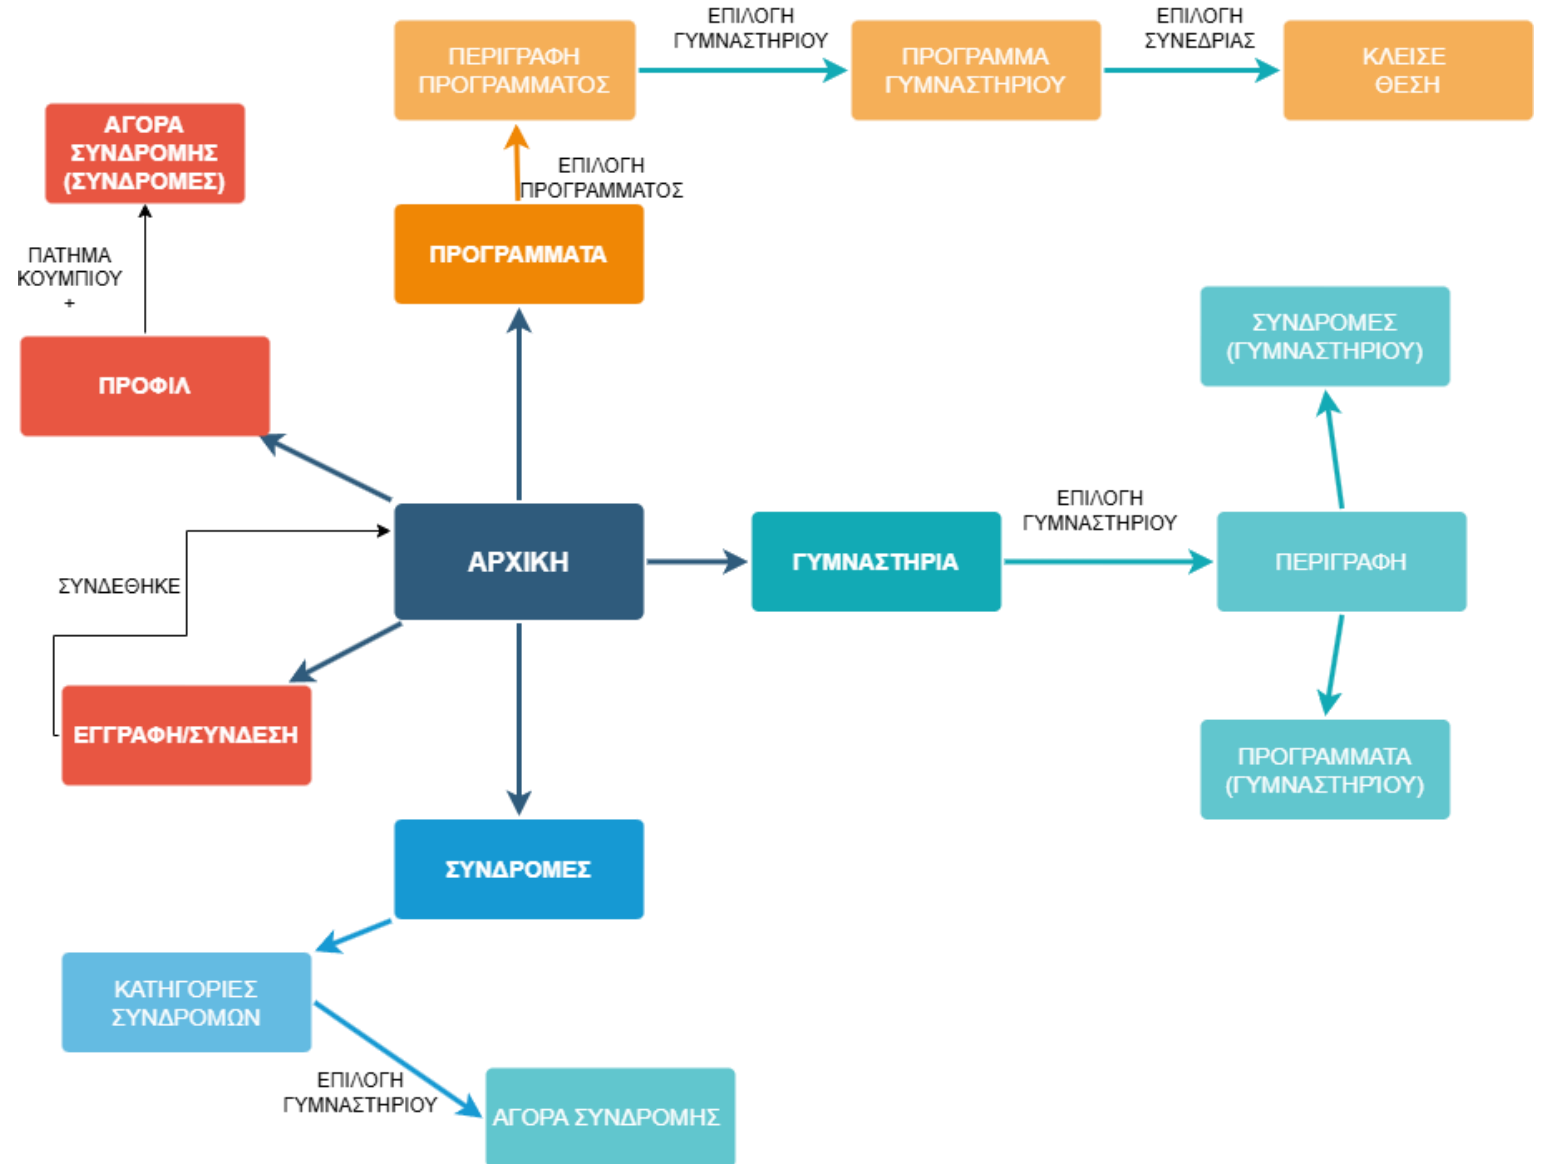 ΕΠΙΛΟΓΗ
ΓΥΜΝΑΣΤΗΡΙΟΥ
ΕΠΙΛΟΓΗ
ΣΥΝΕΔΡΙΑΣ
ΠΕΡΙΓΡΑΦΗ
ΠΡΟΓΡΑΜΜΑΤΟΣ
ΠΡΟΓΡΑΜΜΑ
ΓΥΜΝΑΣΤΗΡΙΟΥ
ΚΛΕΙΣΕ
ΘΕΣΗ
ΑΓΟΡΑ
ΣΥΝΔΡΟΜΗΣ
(ΣΥΝΔΡΟΜΕΣ)
ΕΠΙΛΟΓΗ
ΠΡΟΓΡΑΜΜΑΤΟΣ
ΠΡΟΓΡΑΜΜΑΤΑ
ΠΑΤΗΜΑ
ΚΟΥΜΠΙΟΥ
+
ΠΡΟΦΙΛ
ΣΥΝΔΡΟΜΕΣ
(ΓΥΜΝΑΣΤΗΡΙΟΥ)
ΕΠΙΛΟΓΗ
ΓΥΜΝΑΣΤΗΡΙΟΥ
ΑΡΧΙΚΗ
ΓΥΜΝΑΣΤΗΡΙΑ
ΠΕΡΙΓΡΑΦΗ
ΣΥΝΔΕΘΗΚΕ
ΕΓΓΡΑΦΗ/ΣΥΝΔΕΣΗ
ΠΡΟΓΡΑΜΜΑΤΑ
(ΓΥΜΝΑΣΤΗΡΊΟΥ)
ΣΥΝΔΡΟΜΕΣ
ΚΑΤΗΓΟΡΙΕΣ
ΣΥΝΔΡΟΜΩΝ
ΕΠΙΛΟΓΗ
ΓΥΜΝΑΣΤΗΡΙΟΥ
ΑΓΟΡΑ ΣΥΝΔΡΟΜΗΣ